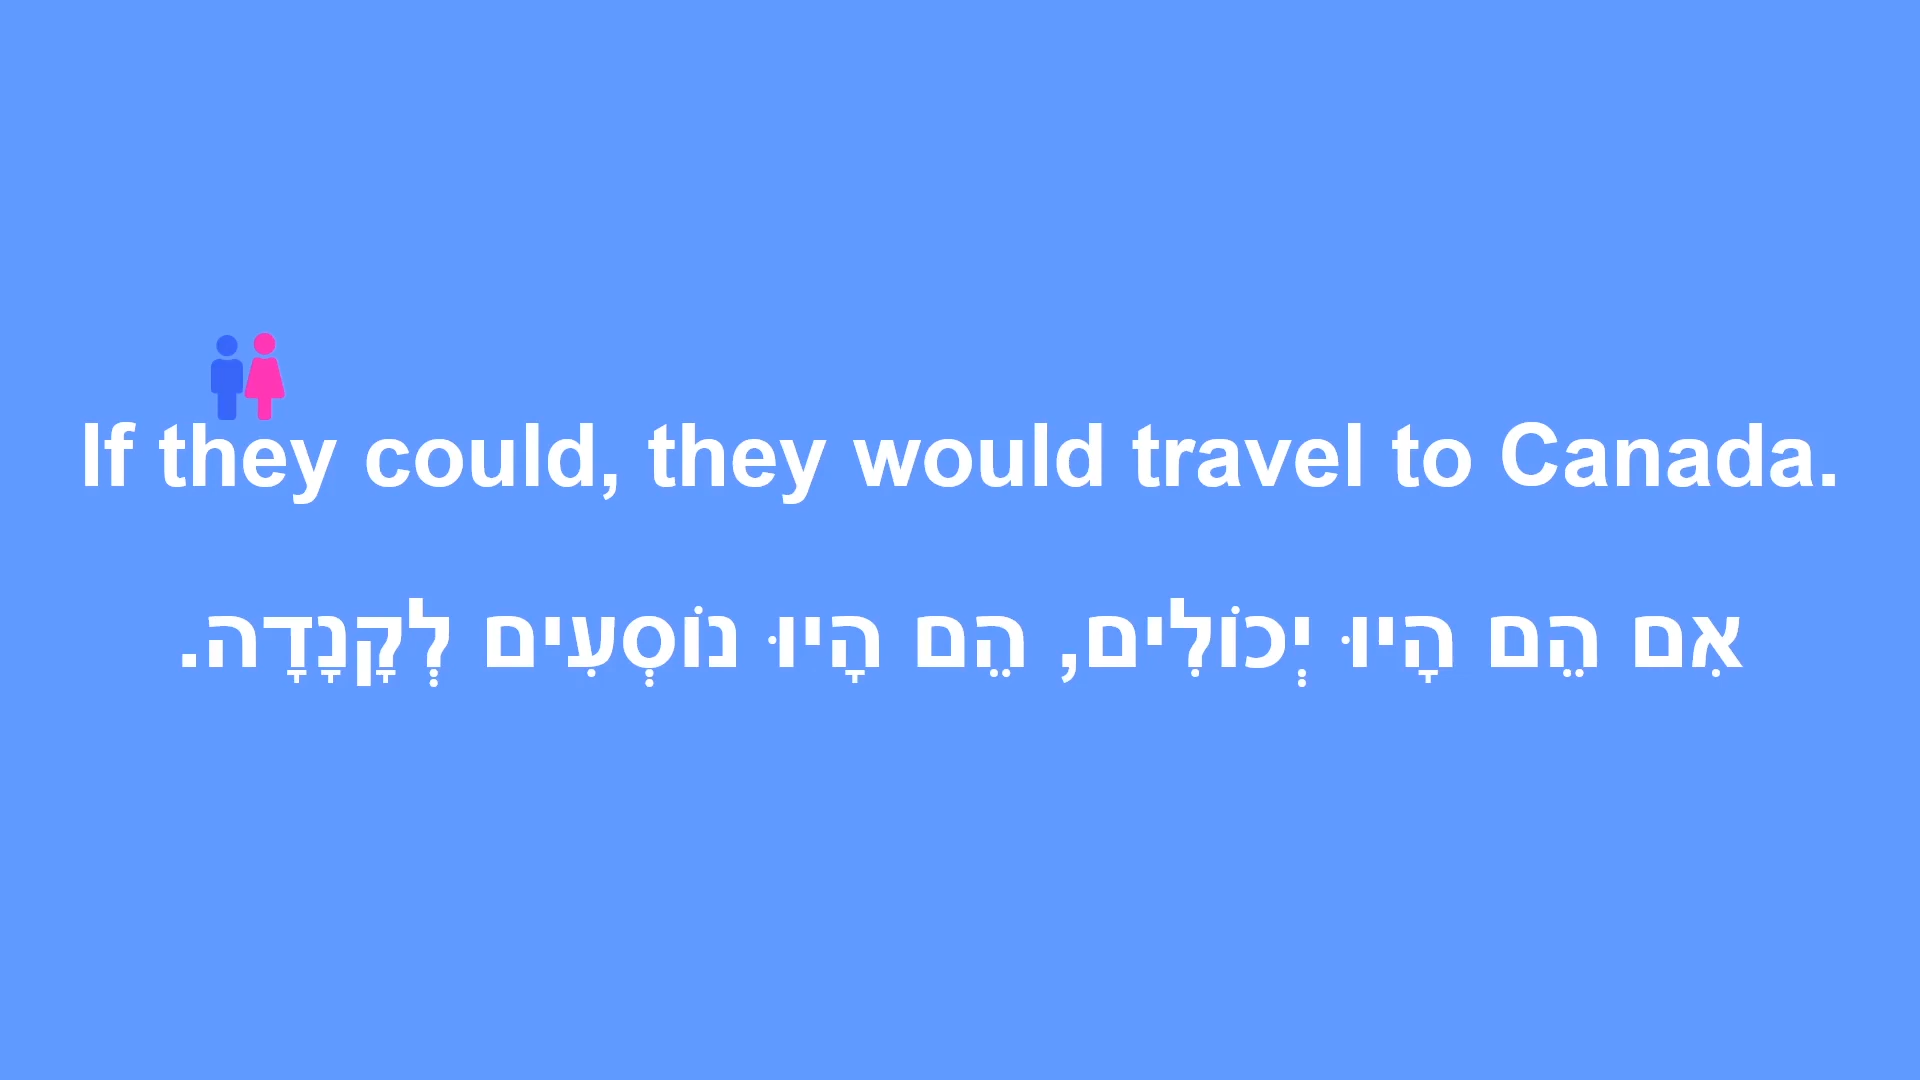 If they could, they would travel to Canada.
אִם הֵם הָיוּ יְכוֹלִים, הֵם הָיוּ נוֹסְעִים לְקָנָדָה.